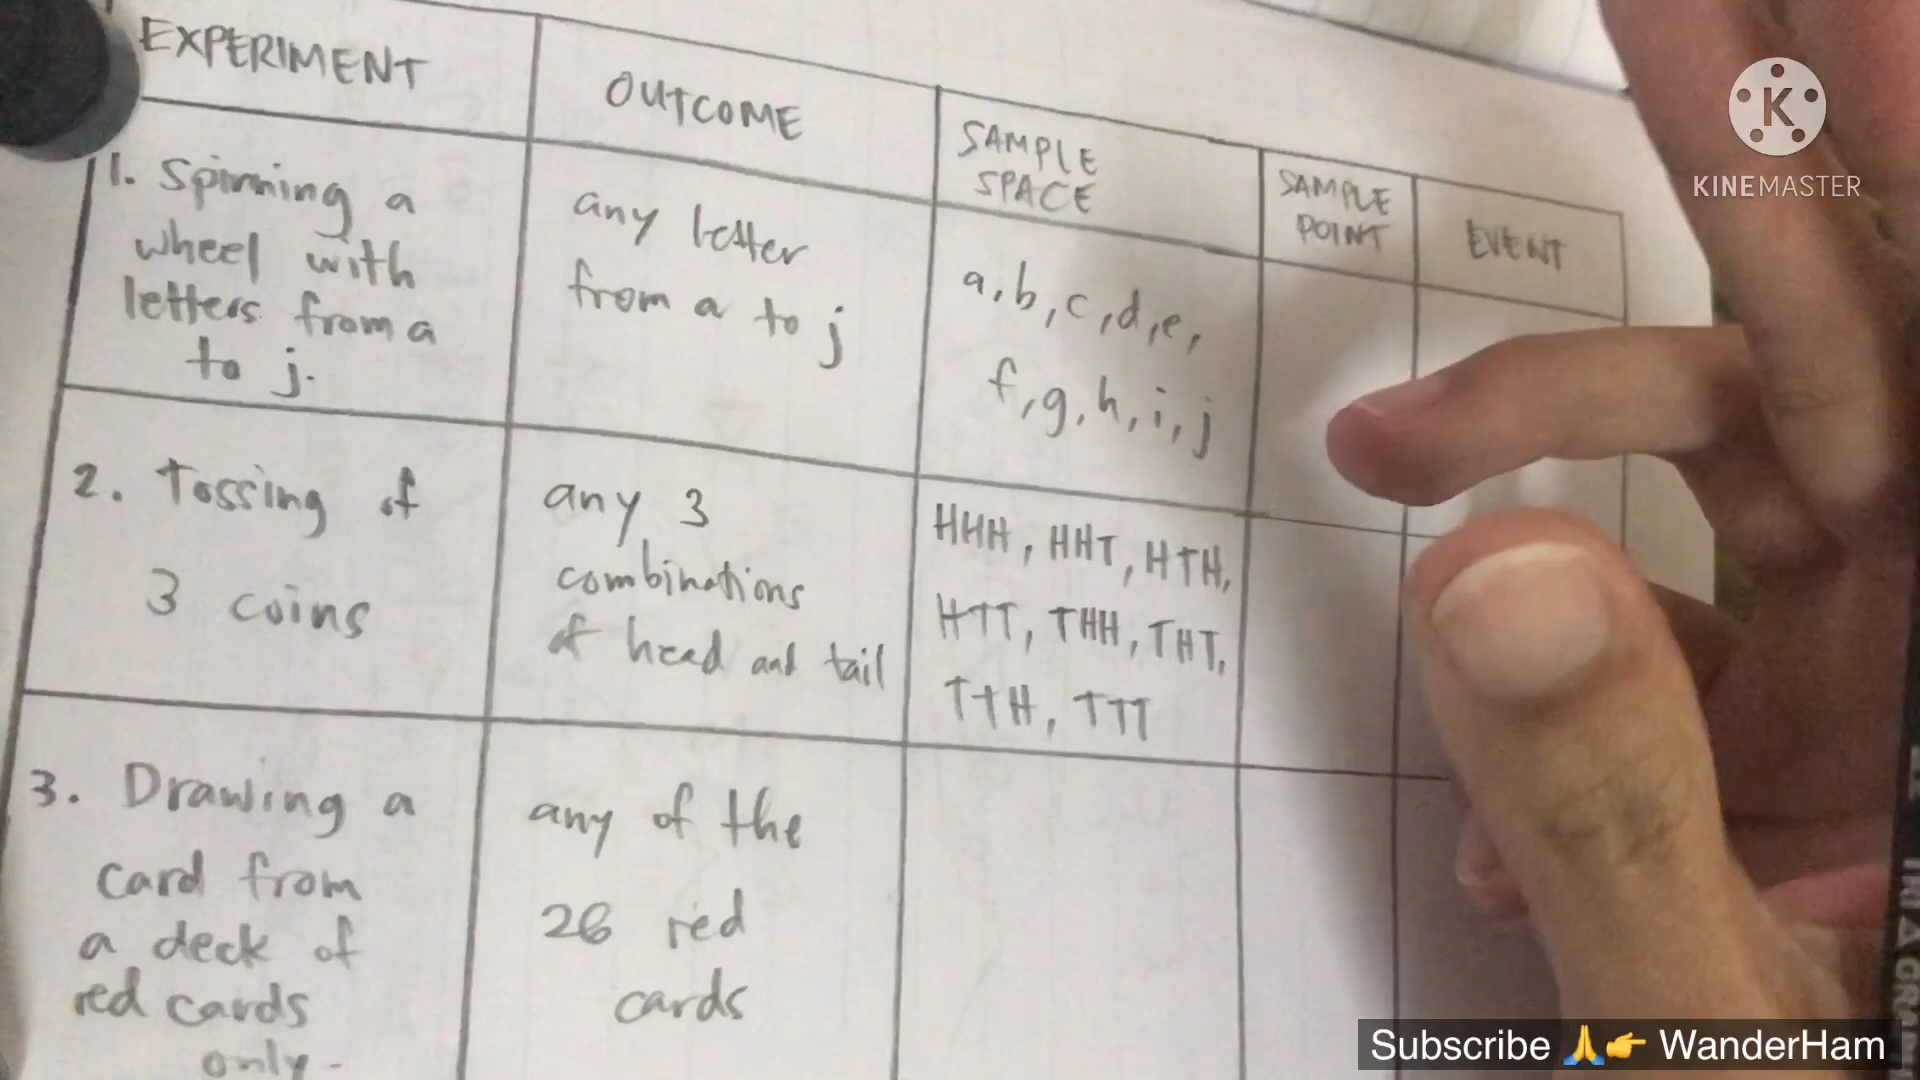 EXPERIMENT
OUTCOME
SAMPLE
SPACE
SAMPLE
POINT
EVENT
1. Spinning a
wheel with
letters from a
to j.
any letter
from a to j
a, b, c, d, e,
f, g, h, i, j
2. Tossing of
3 coins
any 3
combinations
of head and tail
HHH, HHT, HTH,
HTT, THH, THT,
TTH, TTT
3. Drawing a
card from
a deck of
red cards
only.
any of the
26 red
cards
KINEMASTER
Subscribe 🙏👉 WanderHam